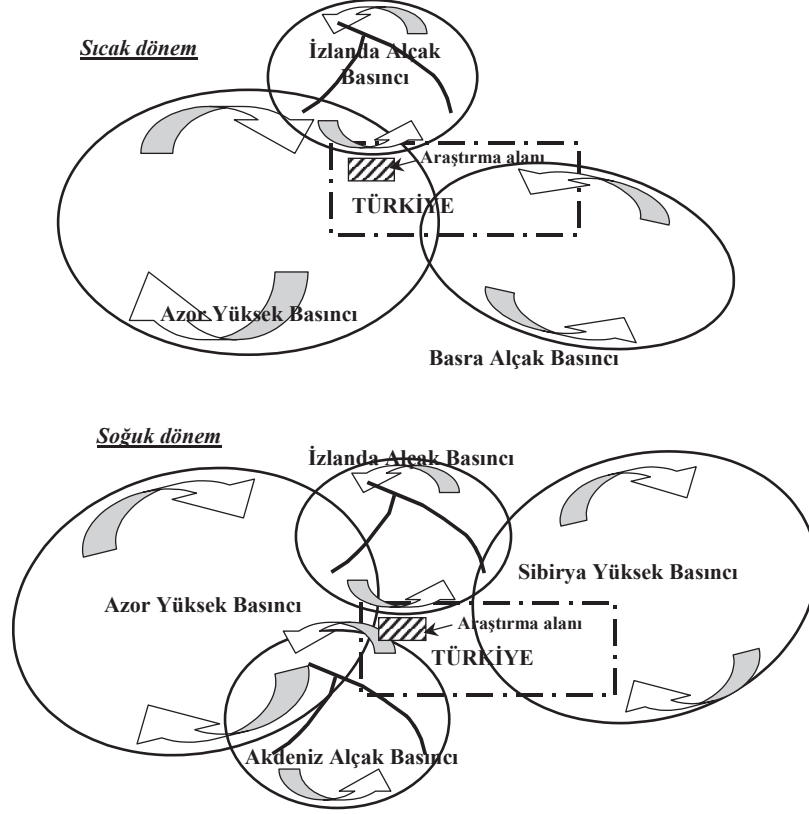 Sıcak dönem
İzlanda Alçak
Basıncı
Araştırma alanı
TÜRKİYE
Azor Yüksek Basıncı
Basra Alçak Basıncı
Soğuk dönem
İzlanda Alçak Basıncı
Sibirya Yüksek Basıncı
Azor Yüksek Basıncı
Araştırma alanı
TÜRKİYE
Akdeniz Alçak Basıncı